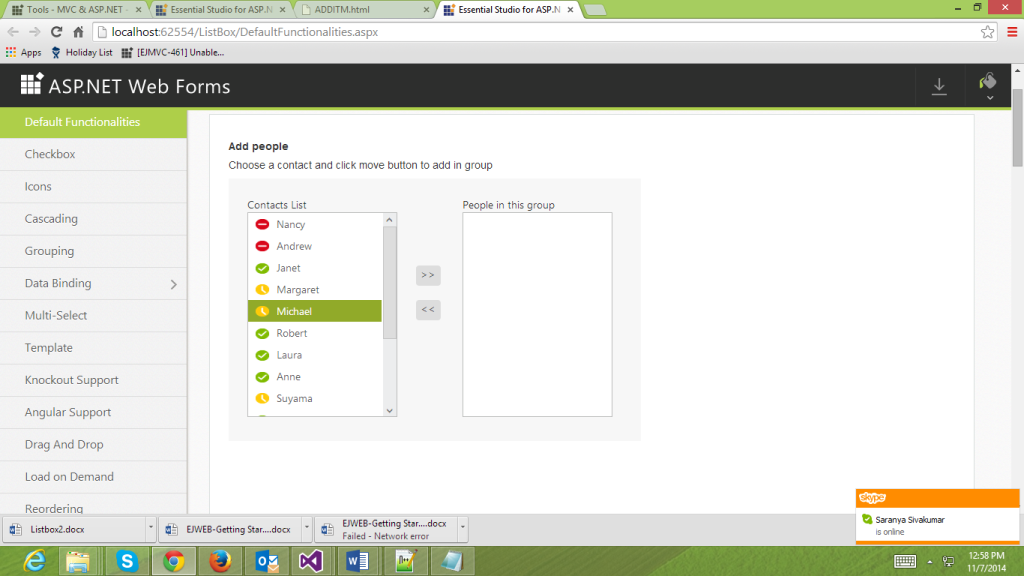 Tools - MVC & ASP.NET
Essential Studio for ASP.N
ADDITM.html
Essential Studio for ASP.N
localhost:62554/ListBox/DefaultFunctionalities.aspx
Apps
Holiday List
[EJMVC-461] Unable...
ASP.NET Web Forms
Default Functionalities
Checkbox
Icons
Cascading
Grouping
Data Binding
Multi-Select
Template
Knockout Support
Angular Support
Drag And Drop
Load on Demand
Reordering
Add people
Choose a contact and click move button to add in group
Contacts List
Nancy
Andrew
Janet
Margaret
Michael
Robert
Laura
Anne
Suyama
>>
<<
People in this group
skype
Saranya Sivakumar
is online
Listbox2.docx
EJWEB-Getting Star....docx
EJWEB-Getting Star....docx
Failed - Network error
12:58 PM
11/7/2014